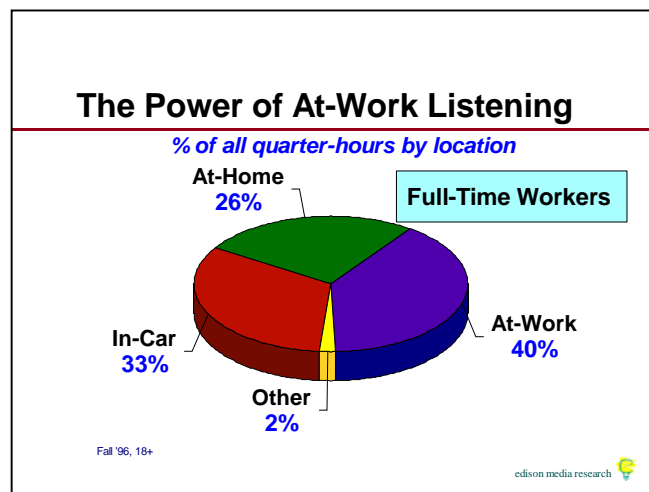 The Power of At-Work Listening
% of all quarter-hours by location
At-Home
26%
Full-Time Workers
In-Car
33%
At-Work
40%
Other
2%
Fall '96, 18+
edison media research